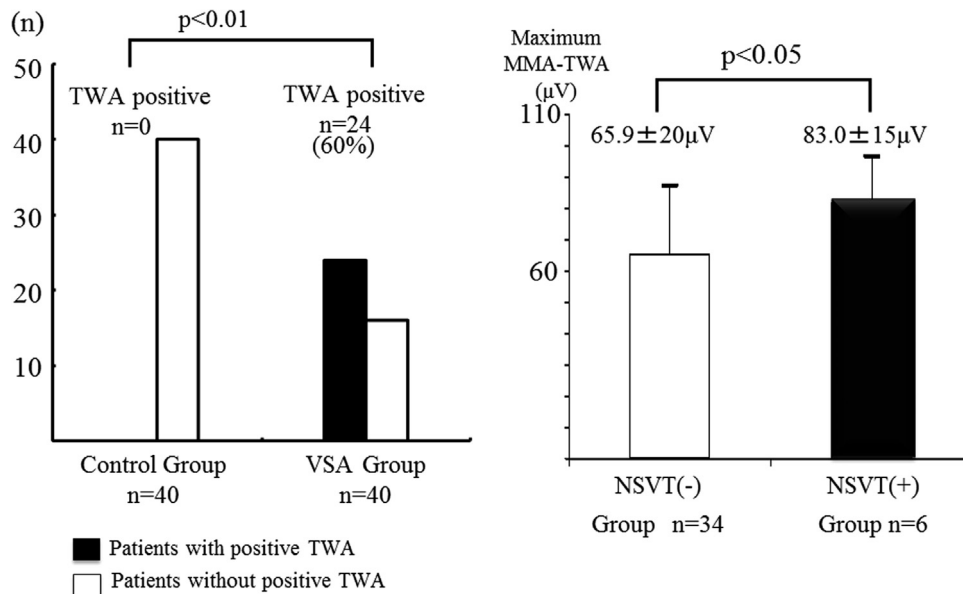 (n)
p<0.01
50
40
30
20
10
TWA positive
n=0
TWA positive
n=24
(60%)
Control Group
n=40
VSA Group
n=40
Patients with positive TWA
Patients without positive TWA
Maximum
MMA-TWA
(μV)
110
60
p<0.05
65.9±20μV
83.0±15μV
NSVT(-)
Group n=34
NSVT(+)
Group n=6